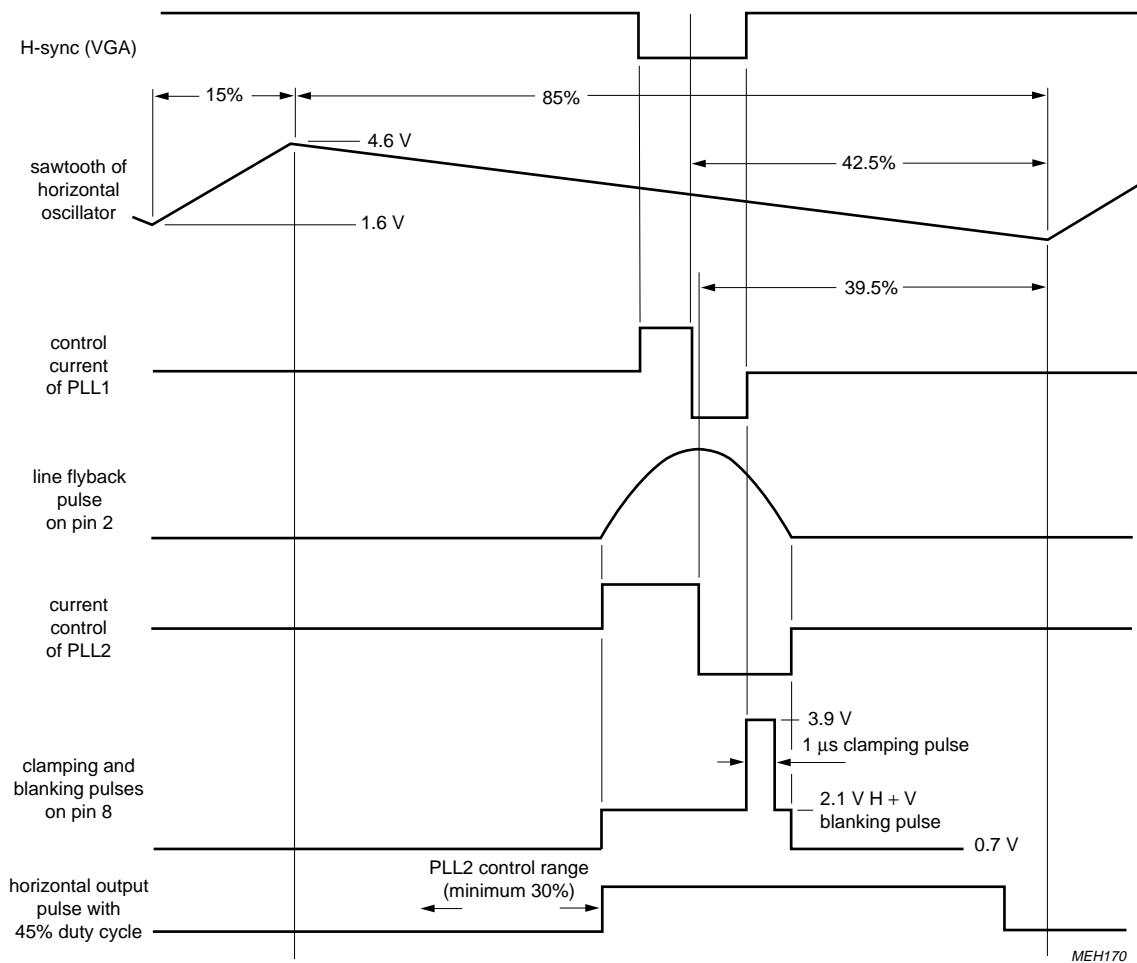 H-sync (VGA)
15%
85%
4.6 V
sawtooth of
horizontal
oscillator
42.5%
1.6 V
39.5%
control
current
of PLL1
line flyback
pulse
on pin 2
current
control
of PLL2
3.9 V
1 μs clamping pulse
clamping and
blanking pulses
on pin 8
2.1 V H + V
blanking pulse
0.7 V
PLL2 control range
(minimum 30%)
horizontal output
pulse with
45% duty cycle
MEH170